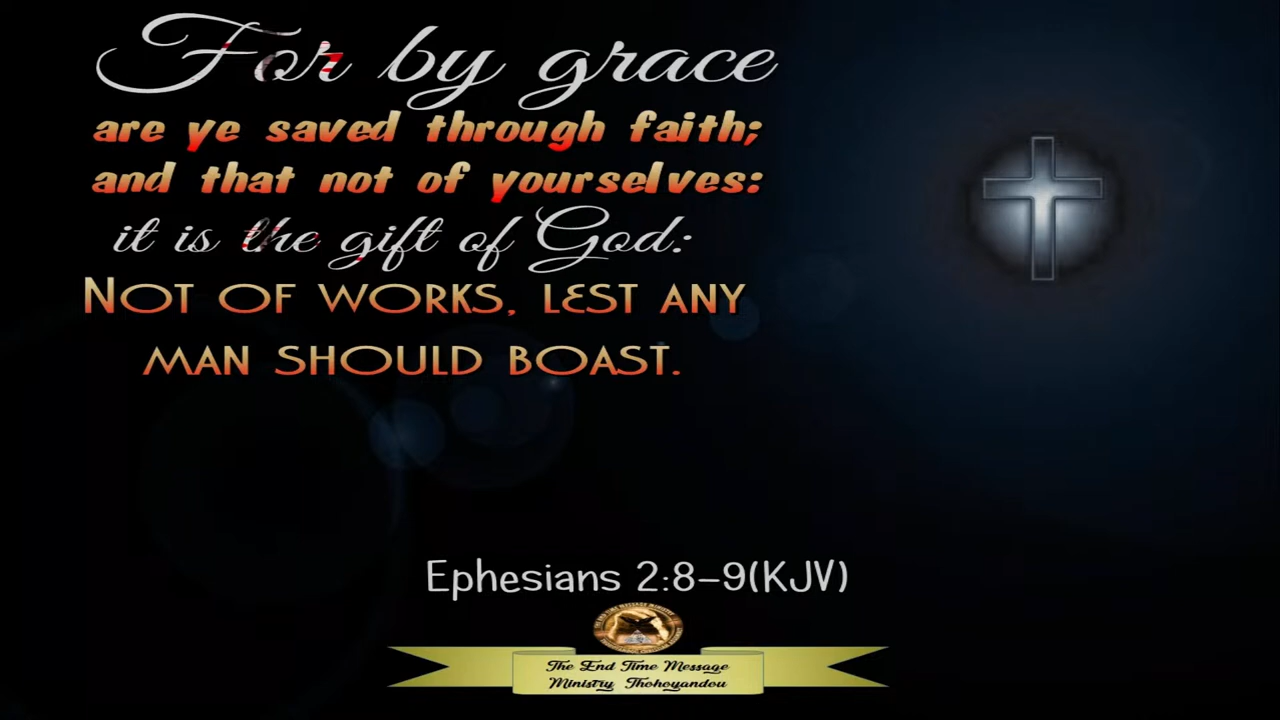 For by grace
are ye saved through faith;
and that not of yourselves:
it is the gift of God:
NOT OF WORKS, LEST ANY
MAN SHOULD BOAST.
Ephesians 2:8-9(KJV)
The End Time Message
Ministry Thohoyandou